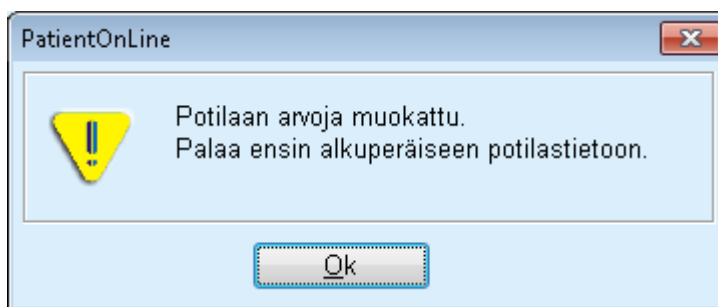 PatientOnLine
Potilaan arvoja muokattu.
Palaa ensin alkuperäiseen potilastietoon.
Ok